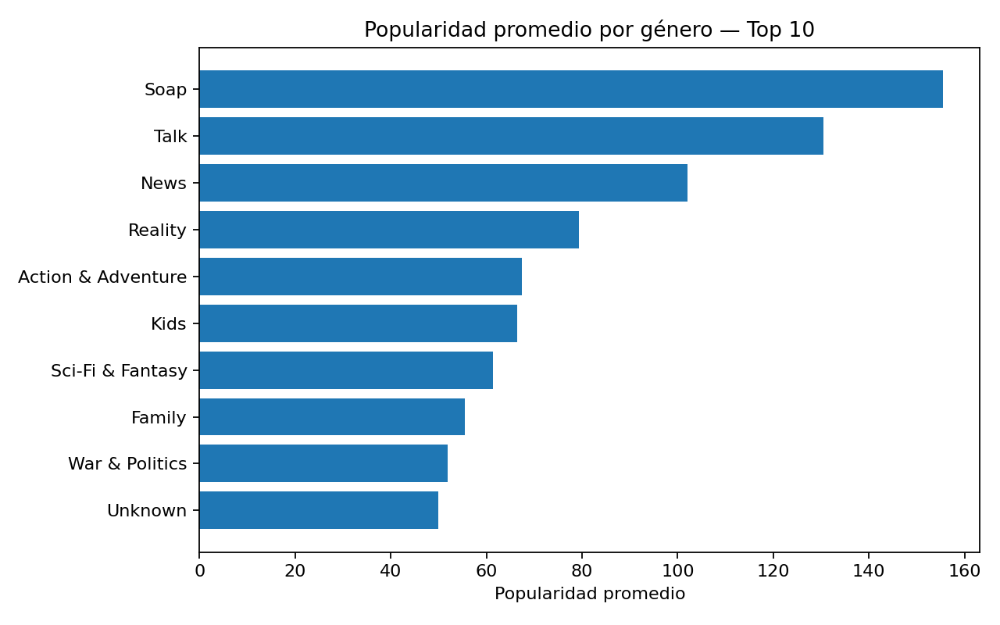 Popularidad promedio por género — Top 10
Soap
Talk
News
Reality
Action & Adventure
Kids
Sci-Fi & Fantasy
Family
War & Politics
Unknown
0 20 40 60 80 100 120 140 160
Popularidad promedio